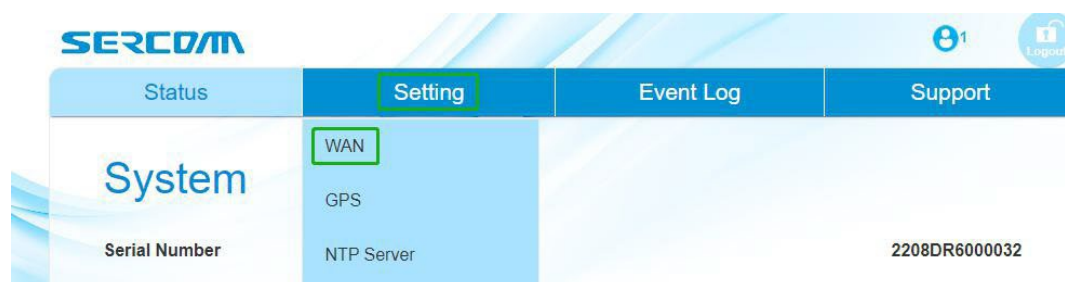 SERCOMM
1
Logout
Status Setting Event Log Support
WAN
System
GPS
Serial Number 2208DR6000032
NTP Server